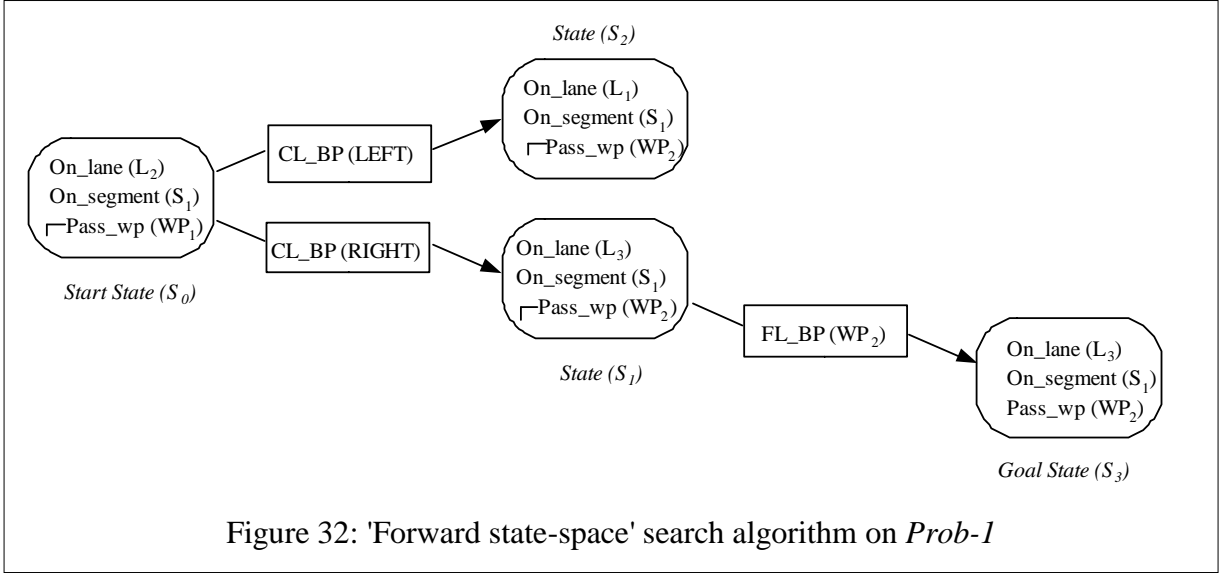 State (S₂)
On_lane (L₁)
On_segment (S₁)
┌─Pass_wp (WP₂)
CL_BP (LEFT)
On_lane (L₂)
On_segment (S₁)
┌─Pass_wp (WP₁)
Start State (S₀)
CL_BP (RIGHT)
On_lane (L₃)
On_segment (S₁)
┌─Pass_wp (WP₂)
State (S₁)
FL_BP (WP₂)
On_lane (L₃)
On_segment (S₁)
Pass_wp (WP₂)
Goal State (S₃)
Figure 32: 'Forward state-space' search algorithm on Prob-1